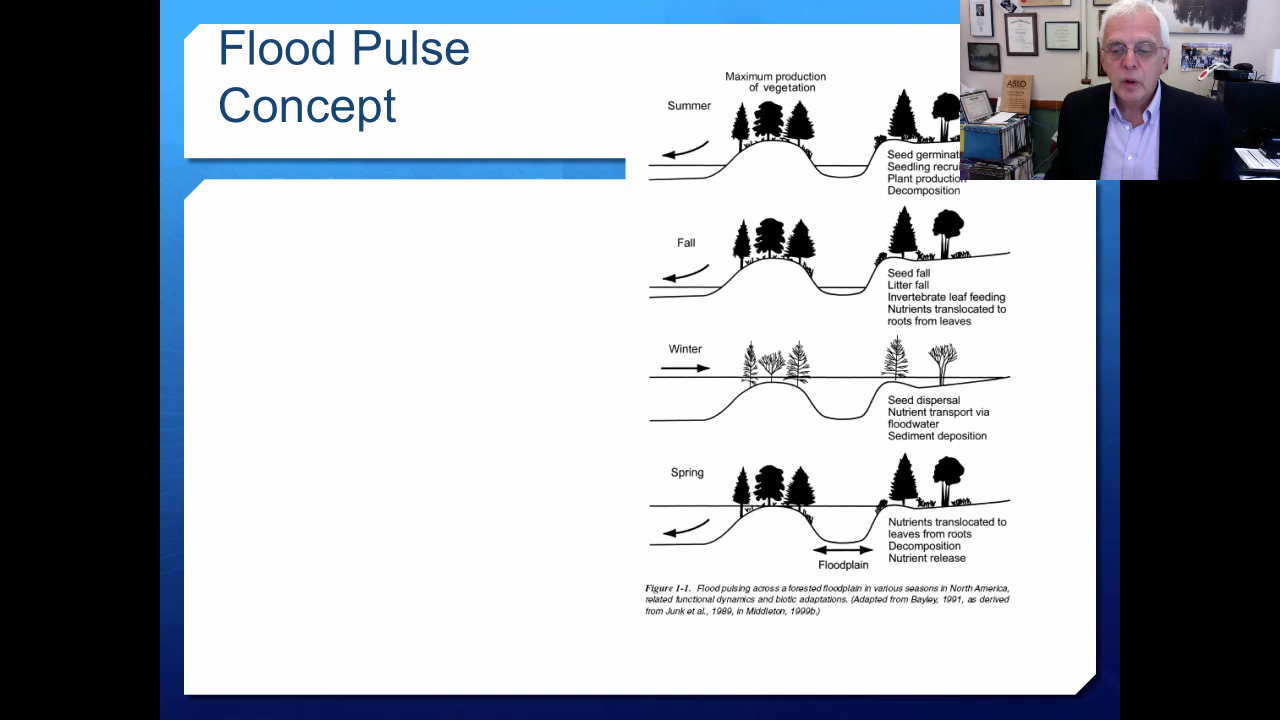 Flood Pulse
Concept
Maximum production
of vegetation
Summer
Seed germinat
Seedling recrui
Plant production
Decomposition
ASLO
Fall
Seed fall
Litter fall
Invertebrate leaf feeding
Nutrients translocated to
roots from leaves
Winter
Seed dispersal
Nutrient transport via
floodwater
Sediment deposition
Spring
Nutrients translocated to
leaves from roots
Decomposition
Nutrient release
Floodplain
Figure 1-1. Flood pulsing across a forested floodplain in various seasons in North America,
related functional dynamics and biotic adaptations. (Adapted from Bayley, 1991, as derived
from Junk et al., 1989, in Middleton, 1999b.)